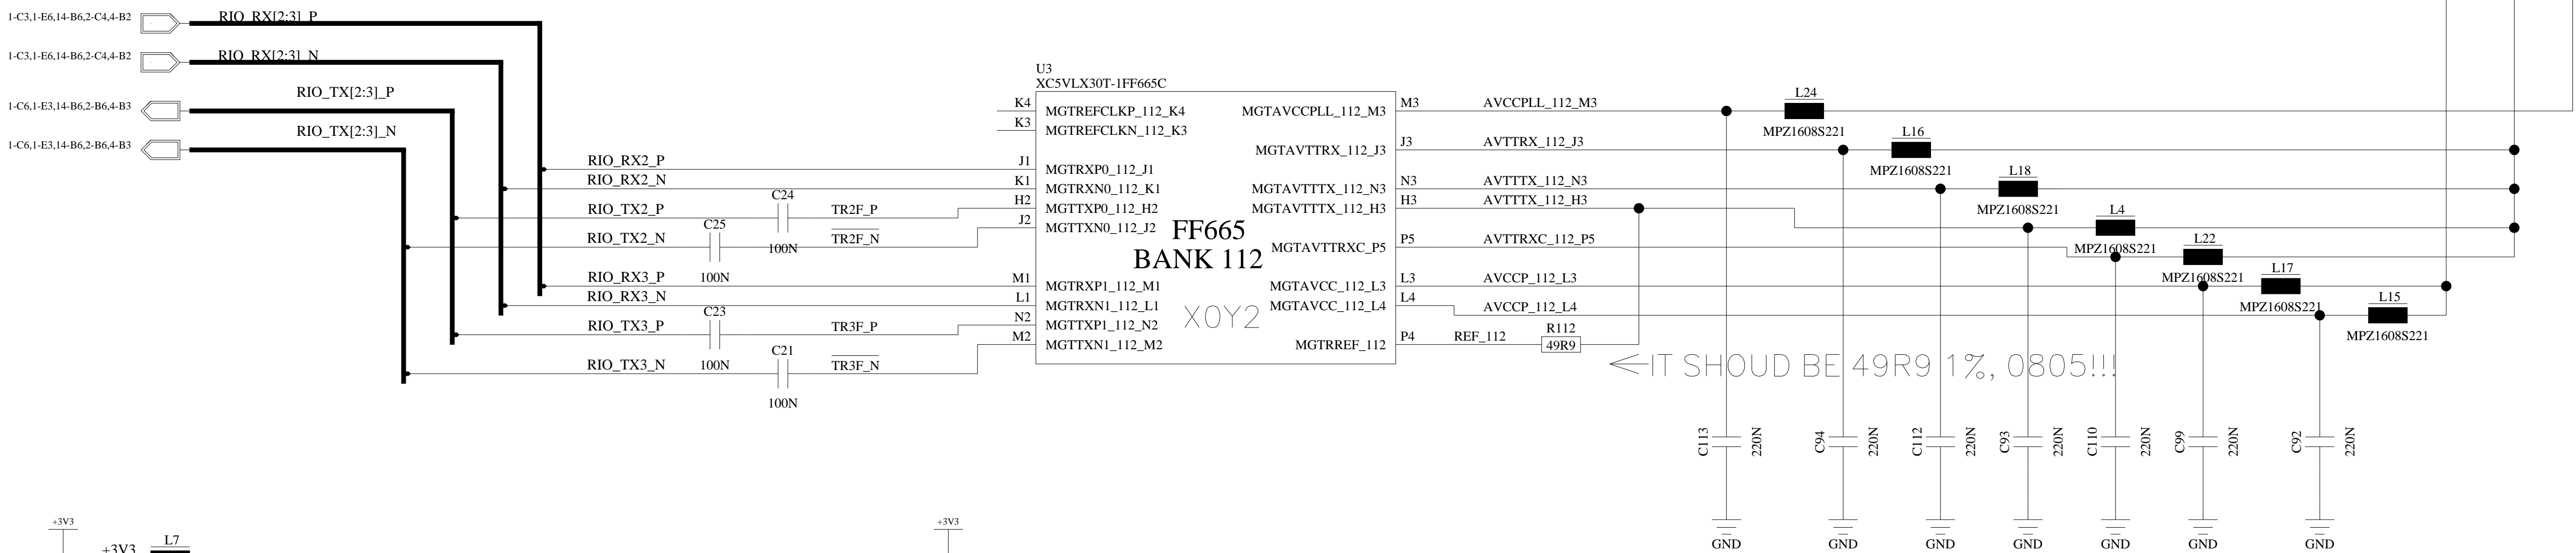 1-C3,1-E6,14-B6,2-C4,4-B2
RIO_RX[2:3]_P
1-C3,1-E6,14-B6,2-C4,4-B2
RIO_RX[2:3]_N
1-C6,1-E3,14-B6,2-B6,4-B3
RIO_TX[2:3]_P
1-C6,1-E3,14-B6,2-B6,4-B3
RIO_TX[2:3]_N
RIO_RX2_P
RIO_RX2_N
RIO_TX2_P
C24
100N
TR2F_P
RIO_TX2_N
C25
100N
TR2F_N
RIO_RX3_P
RIO_RX3_N
RIO_TX3_P
C23
100N
TR3F_P
RIO_TX3_N
C21
100N
TR3F_N
U3
XC5VLX30T-1FF665C
K4
MGTREFCLKP_112_K4
K3
MGTREFCLKN_112_K3
J1
MGTRXP0_112_J1
K1
MGTRXN0_112_K1
H2
MGTTXP0_112_H2
J2
MGTTXN0_112_J2
M1
MGTRXP1_112_M1
L1
MGTRXN1_112_L1
N2
MGTTXP1_112_N2
M2
MGTTXN1_112_M2
FF665
BANK 112
X0Y2
MGTAVCCPLL_112_M3
M3
AVCCPLL_112_M3
MGTAVTTRX_112_J3
J3
AVTTRX_112_J3
MGTAVTTTX_112_N3
N3
AVTTTX_112_N3
MGTAVTTTX_112_H3
H3
AVTTTX_112_H3
MGTAVTTRXC_P5
P5
AVTTRXC_112_P5
MGTAVCC_112_L3
L3
AVCCP_112_L3
MGTAVCC_112_L4
L4
AVCCP_112_L4
MGTRREF_112
P4
REF_112
R112
49R9
IT SHOUD BE 49R9 1%, 0805!!!
L24
MPZ1608S221
L16
MPZ1608S221
L18
MPZ1608S221
L4
MPZ1608S221
L22
MPZ1608S221
L17
MPZ1608S221
L15
MPZ1608S221
C113
220N
C94
220N
C112
220N
C93
220N
C110
220N
C99
220N
C92
220N
GND
GND
GND
GND
GND
GND
GND
+3V3
+3V3
L7
+3V3